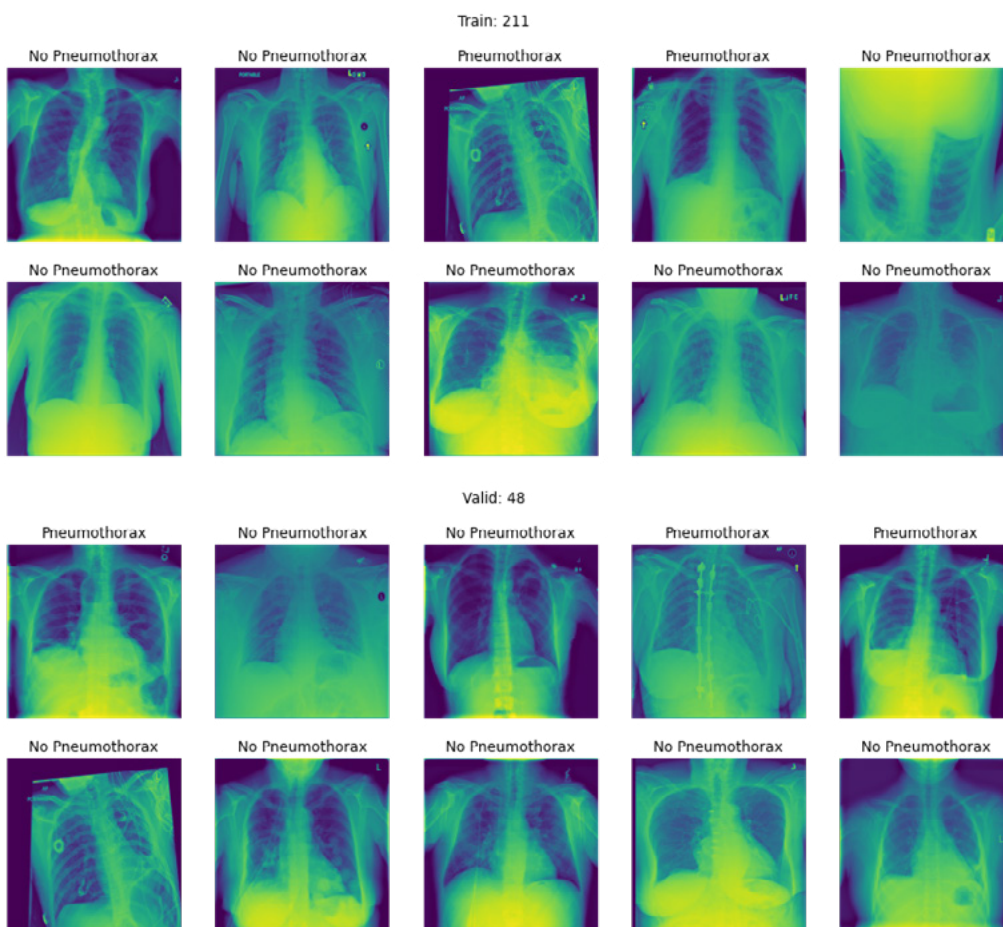 Train: 211
No Pneumothorax No Pneumothorax Pneumothorax Pneumothorax No Pneumothorax
No Pneumothorax No Pneumothorax No Pneumothorax No Pneumothorax No Pneumothorax
Valid: 48
Pneumothorax No Pneumothorax No Pneumothorax Pneumothorax Pneumothorax
No Pneumothorax No Pneumothorax No Pneumothorax No Pneumothorax No Pneumothorax